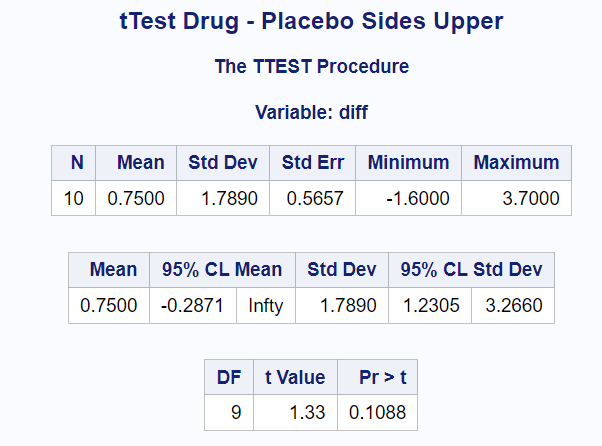 tTest Drug - Placebo Sides Upper
The TTEST Procedure
Variable: diff
N Mean Std Dev Std Err Minimum Maximum
10 0.7500 1.7890 0.5657 -1.6000 3.7000
Mean 95% CL Mean Std Dev 95% CL Std Dev
0.7500 -0.2871 Infty 1.7890 1.2305 3.2660
DF t Value Pr > t
9 1.33 0.1088